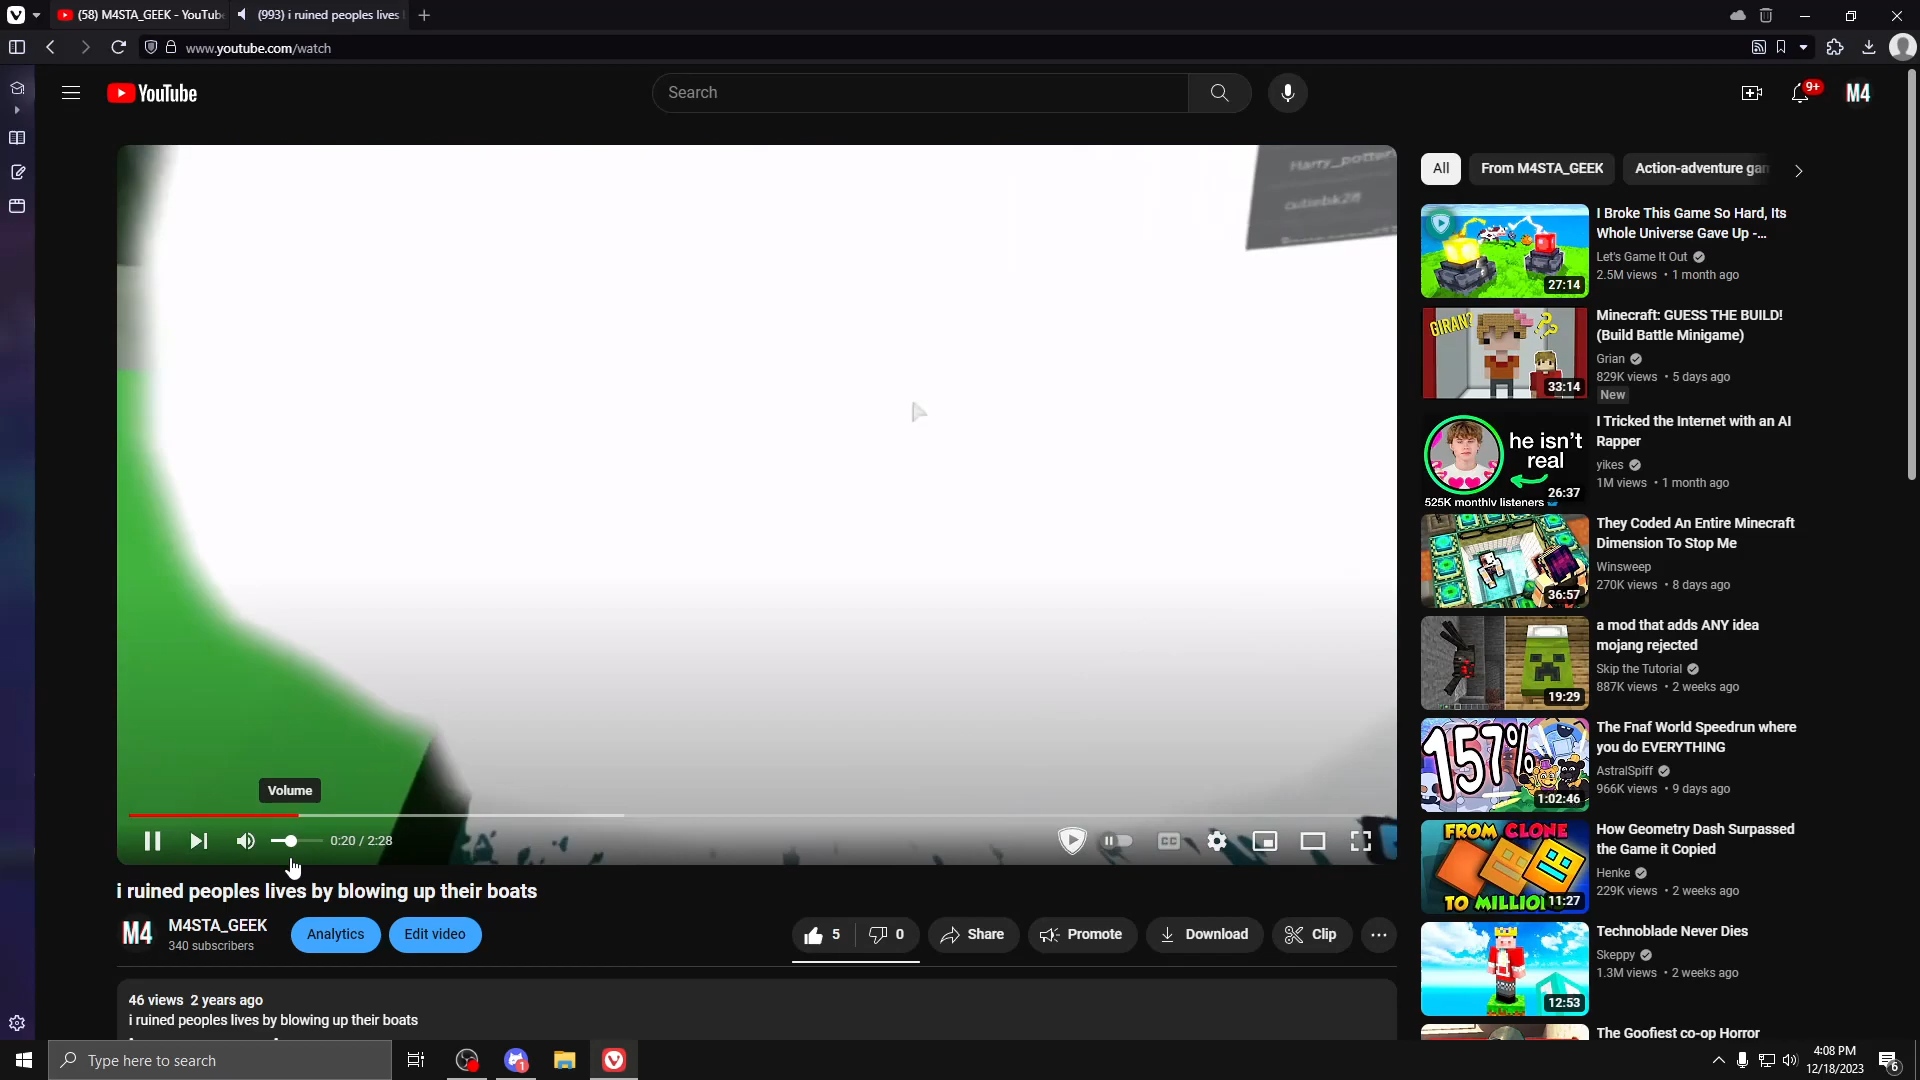 (58) M4STA_GEEK - YouTub
(993) i ruined peoples lives
www.youtube.com/watch
YouTube
Search
9+
M4
Harry_potter
cutiebk28
Volume
0:20 / 2:28
CC
i ruined peoples lives by blowing up their boats
M4
M4STA_GEEK
340 subscribers
Analytics
Edit video
5
0
Share
Promote
Download
Clip
46 views 2 years ago
i ruined peoples lives by blowing up their boats
All
From M4STA_GEEK
Action-adventure gam
27:14
I Broke This Game So Hard, Its
Whole Universe Gave Up -...
Let's Game It Out
2.5M views • 1 month ago
GIRAN?
33:14
Minecraft: GUESS THE BUILD!
(Build Battle Minigame)
Grian
829K views • 5 days ago
New
he isn't
real
525K monthly listeners
26:37
I Tricked the Internet with an AI
Rapper
yikes
1M views • 1 month ago
36:57
They Coded An Entire Minecraft
Dimension To Stop Me
Winsweep
270K views • 8 days ago
19:29
a mod that adds ANY idea
mojang rejected
Skip the Tutorial
887K views • 2 weeks ago
157%
1:02:46
The Fnaf World Speedrun where
you do EVERYTHING
AstralSpiff
966K views • 9 days ago
FROM CLONE
TO MILLIO
11:27
How Geometry Dash Surpassed
the Game it Copied
Henke
229K views • 2 weeks ago
12:53
Technoblade Never Dies
Skeppy
1.3M views • 2 weeks ago
The Goofiest co-op Horror
Type here to search
1
4:08 PM
12/18/2023
6